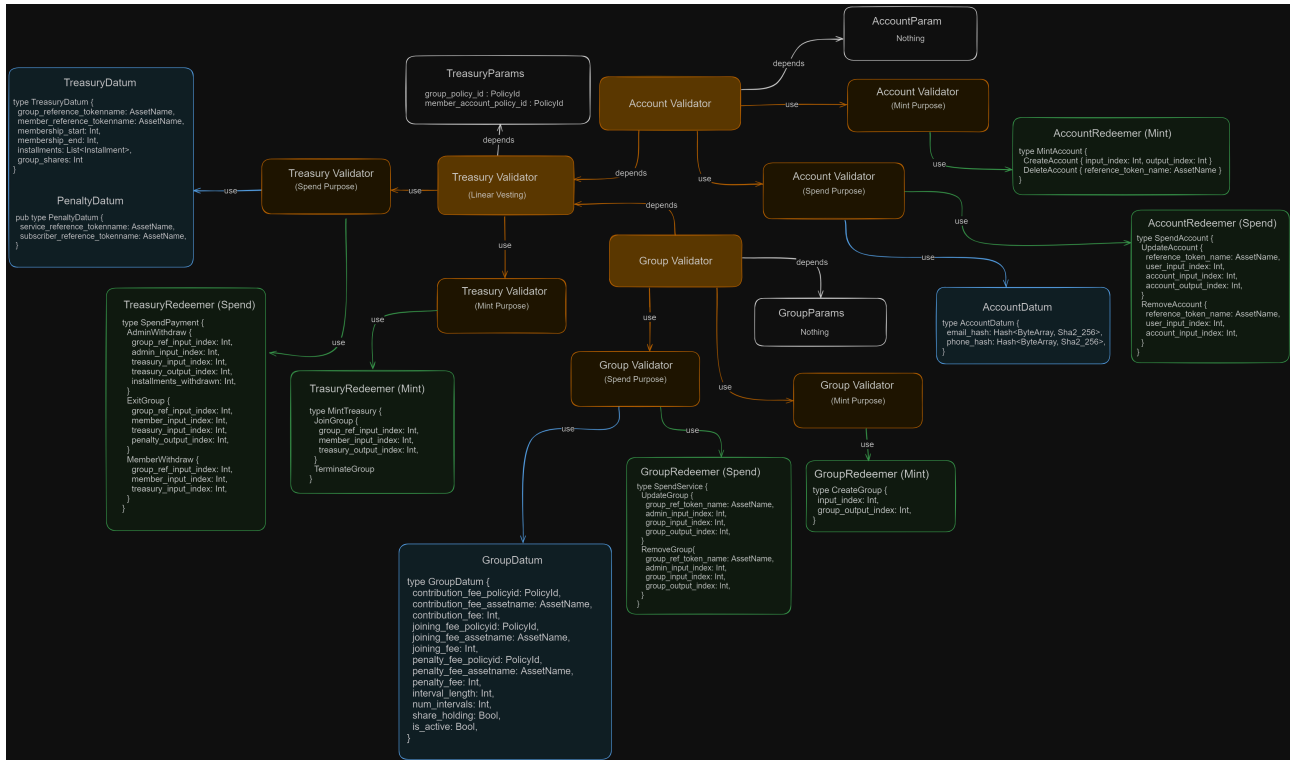 AccountParam
Nothing
depends
TreasuryParams
group_policy_id : PolicyId
member_account_policy_id : PolicyId
depends
TreasuryDatum
type TreasuryDatum {
group_reference_tokenname: AssetName,
member_reference_tokenname: AssetName,
membership_start: Int,
membership_end: Int,
installments: List<Installment>,
group_shares: Int
}
PenaltyDatum
pub type PenaltyDatum {
service_reference_tokenname: AssetName,
subscriber_reference_tokenname: AssetName,
}
Account Validator
use
Account Validator
(Mint Purpose)
use
AccountRedeemer (Mint)
type MintAccount {
CreateAccount { input_index: Int, output_index: Int }
DeleteAccount { reference_token_name: AssetName }
}
depends
use
Account Validator
(Spend Purpose)
use
use
AccountRedeemer (Spend)
type SpendAccount {
UpdateAccount {
reference_token_name: AssetName,
user_input_index: Int,
account_input_index: Int,
account_output_index: Int,
}
RemoveAccount {
reference_token_name: AssetName,
user_input_index: Int,
account_input_index: Int,
}
}
AccountDatum
type AccountDatum {
email_hash: Hash<ByteArray, Sha2_256>,
phone_hash: Hash<ByteArray, Sha2_256>,
}
Treasury Validator
(Linear Vesting)
use
Treasury Validator
(Spend Purpose)
use
use
use
Treasury Validator
(Mint Purpose)
use
depends
Group Validator
depends
GroupParams
Nothing
use
use
TreasuryRedeemer (Spend)
type SpendPayment {
AdminWithdraw {
group_ref_input_index: Int,
admin_input_index: Int,
treasury_input_index: Int,
treasury_output_index: Int,
installments_withdrawn: Int,
}
ExitGroup {
group_ref_input_index: Int,
member_input_index: Int,
treasury_input_index: Int,
penalty_output_index: Int,
}
MemberWithdraw {
group_ref_input_index: Int,
member_input_index: Int,
treasury_input_index: Int,
}
}
TrasuryRedeemer (Mint)
type MintTreasury {
JoinGroup {
group_ref_input_index: Int,
member_input_index: Int,
treasury_output_index: Int,
}
TerminateGroup
}
Group Validator
(Spend Purpose)
use
use
Group Validator
(Mint Purpose)
use
GroupRedeemer (Spend)
type SpendService {
UpdateGroup {
group_ref_token_name: AssetName,
admin_input_index: Int,
group_input_index: Int,
group_output_index: Int,
}
RemoveGroup{
group_ref_token_name: AssetName,
admin_input_index: Int,
group_input_index: Int,
group_output_index: Int,
}
}
GroupRedeemer (Mint)
type CreateGroup {
input_index: Int,
group_output_index: Int,
}
GroupDatum
type GroupDatum {
contribution_fee_policyid: PolicyId,
contribution_fee_assetname: AssetName,
contribution_fee: Int,
joining_fee_policyid: PolicyId,
joining_fee_assetname: AssetName,
joining_fee: Int,
penalty_fee_policyid: PolicyId,
penalty_fee_assetname: AssetName,
penalty_fee: Int,
interval_length: Int,
num_intervals: Int,
share_holding: Bool,
is_active: Bool,
}